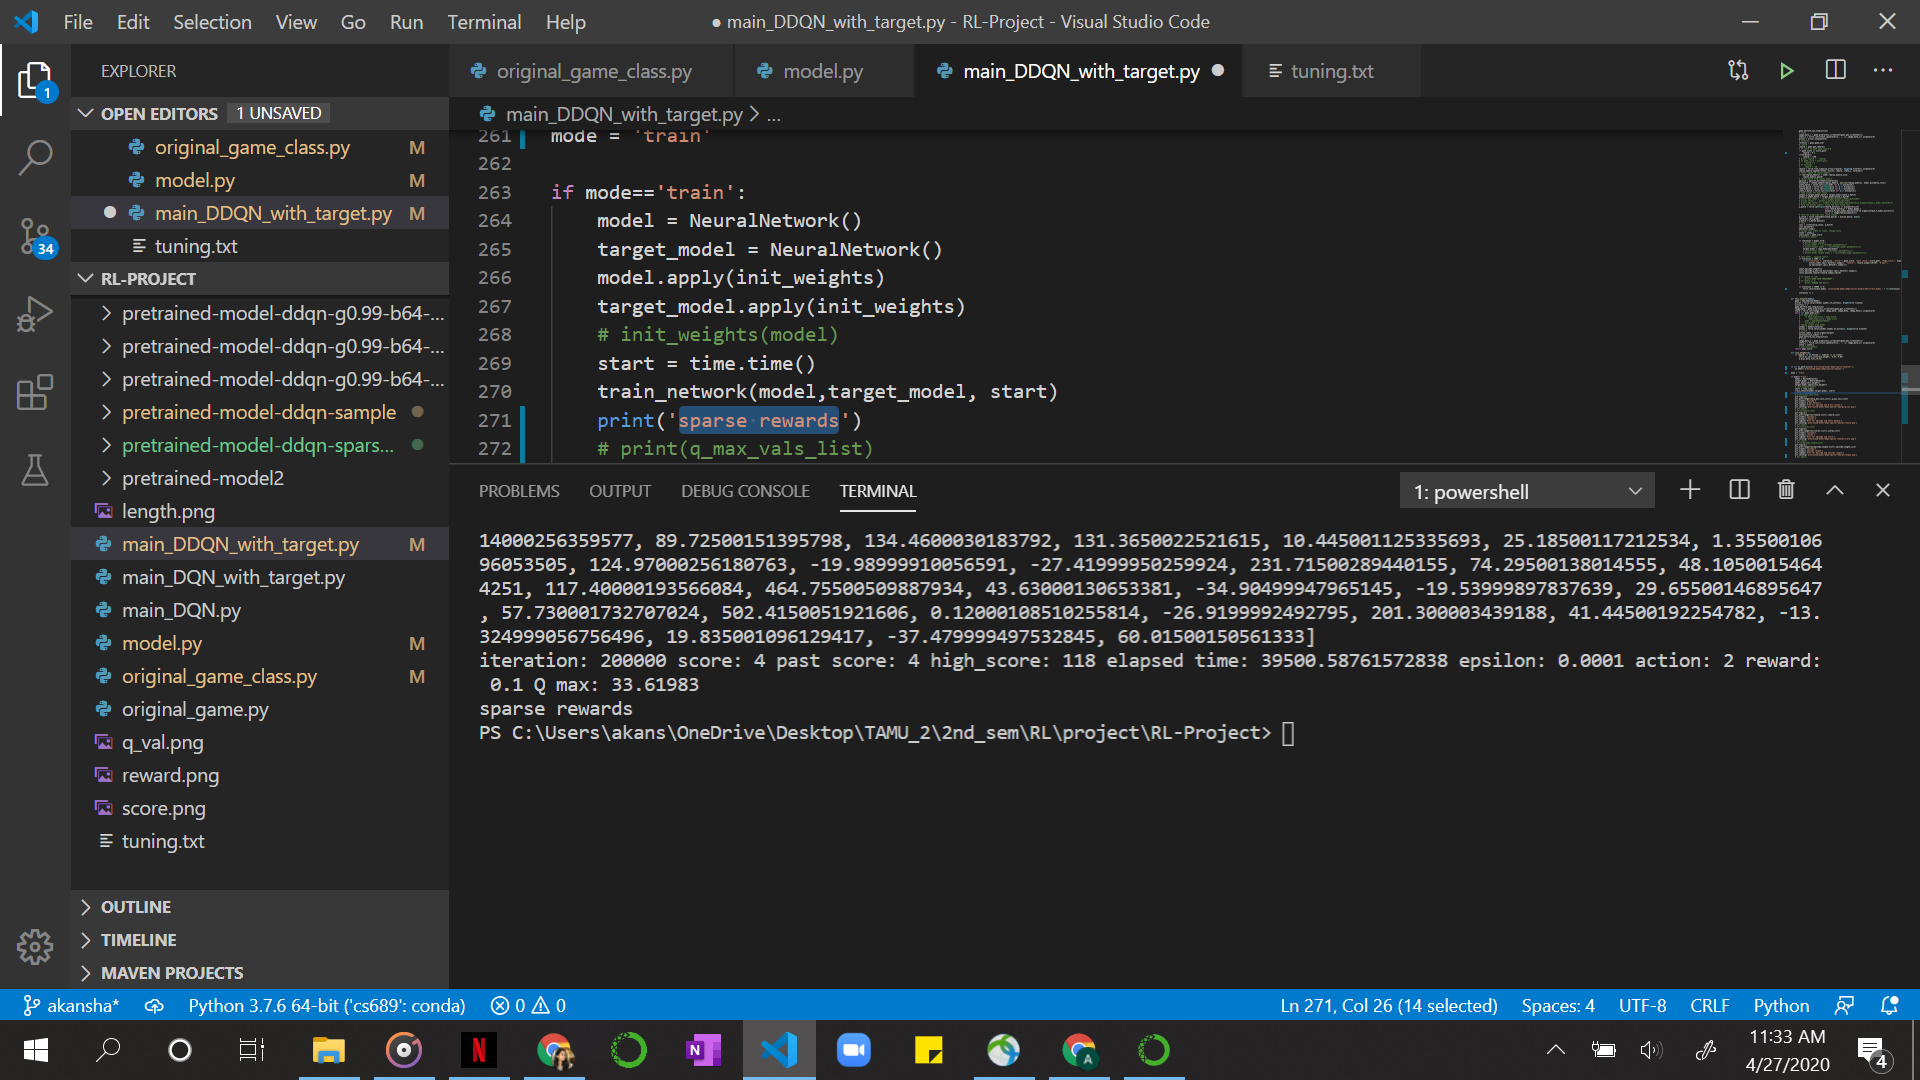 File Edit Selection View Go Run Terminal Help
● main_DDQN_with_target.py - RL-Project - Visual Studio Code
EXPLORER
OPEN EDITORS 1 UNSAVED
original_game_class.py M
model.py M
main_DDQN_with_target.py M
tuning.txt
RL-PROJECT
pretrained-model-ddqn-g0.99-b64-...
pretrained-model-ddqn-g0.99-b64-...
pretrained-model-ddqn-g0.99-b64-...
pretrained-model-ddqn-sample
pretrained-model-ddqn-spars...
pretrained-model2
length.png
main_DDQN_with_target.py M
main_DQN_with_target.py
main_DQN.py
model.py M
original_game_class.py M
original_game.py
q_val.png
reward.png
score.png
tuning.txt
OUTLINE
TIMELINE
MAVEN PROJECTS
1
34
original_game_class.py model.py main_DDQN_with_target.py tuning.txt
main_DDQN_with_target.py > ...
261 mode = 'train'
262
263 if mode=='train':
264 model = NeuralNetwork()
265 target_model = NeuralNetwork()
266 model.apply(init_weights)
267 target_model.apply(init_weights)
268 # init_weights(model)
269 start = time.time()
270 train_network(model,target_model, start)
271 print('sparse rewards')
272 # print(q_max_vals_list)
PROBLEMS OUTPUT DEBUG CONSOLE TERMINAL 1: powershell
14000256359577, 89.72500151395798, 134.4600030183792, 131.3650022521615, 10.445001125335693, 25.18500117212534, 1.35500106
96053505, 124.97000256180763, -19.98999910056591, -27.41999950259924, 231.71500289440155, 74.29500138014555, 48.1050015464
4251, 117.40000193566084, 464.75500509887934, 43.63000130653381, -34.90499947965145, -19.53999897837639, 29.65500146895647
, 57.730001732707024, 502.4150051921606, 0.12000108510255814, -26.9199992492795, 201.300003439188, 41.44500192254782, -13.
324999056756496, 19.835001096129417, -37.479999497532845, 60.01500150561333]
iteration: 200000 score: 4 past score: 4 high_score: 118 elapsed time: 39500.58761572838 epsilon: 0.0001 action: 2 reward:
0.1 Q max: 33.61983
sparse rewards
PS C:\Users\akans\OneDrive\Desktop\TAMU_2\2nd_sem\RL\project\RL-Project>
akansha* Python 3.7.6 64-bit ('cs689': conda) 0 0 Ln 271, Col 26 (14 selected) Spaces: 4 UTF-8 CRLF Python
N N A 11:33 AM
4/27/2020 4